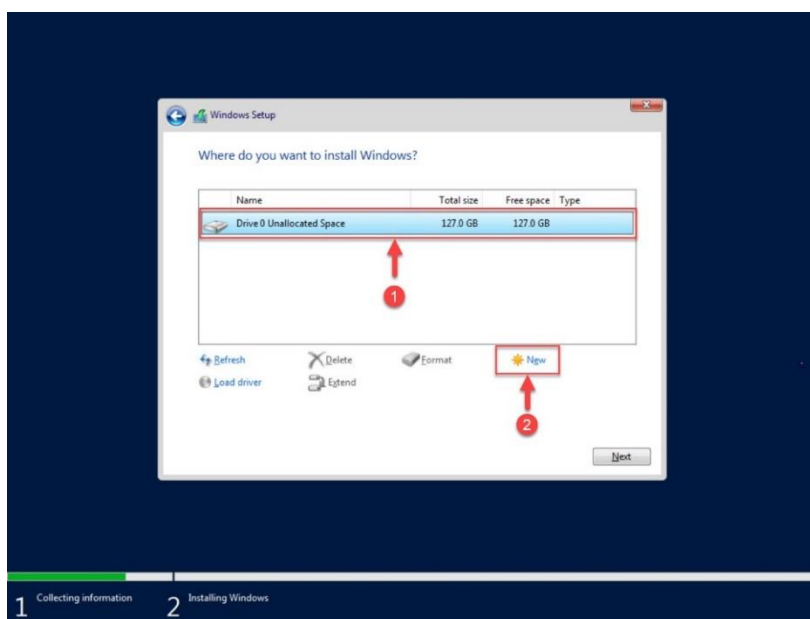 Windows Setup
Where do you want to install Windows?
Name Total size Free space Type
Drive 0 Unallocated Space 127.0 GB 127.0 GB
1
Refresh Delete Format New
Load driver Extend
2
Next
1 Collecting information 2 Installing Windows